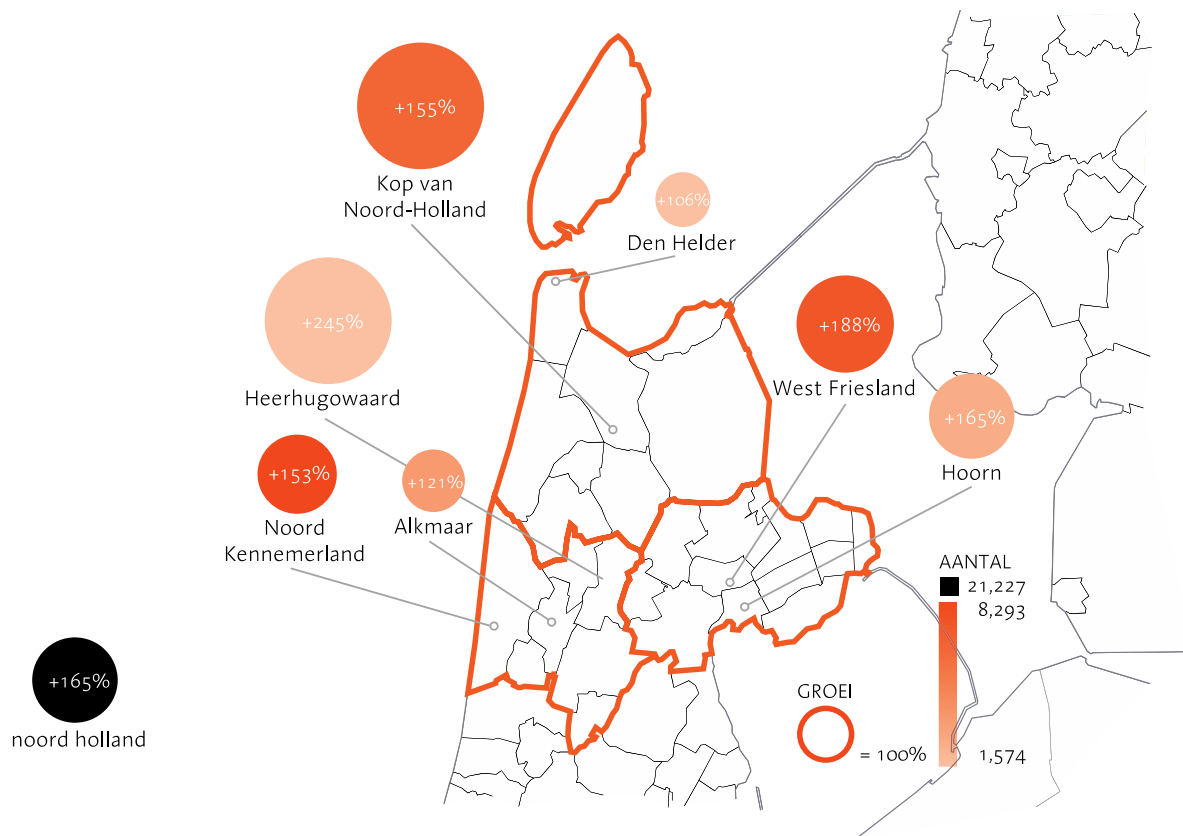 +155%
Kop van
Noord-Holland
+106%
Den Helder
+245%
Heerhugowaard
+188%
West Friesland
+165%
Hoorn
+153%
Noord
Kennemerland
+121%
Alkmaar
AANTAL
21,227
8,293
1,574
GROEI
= 100%
+165%
noord holland